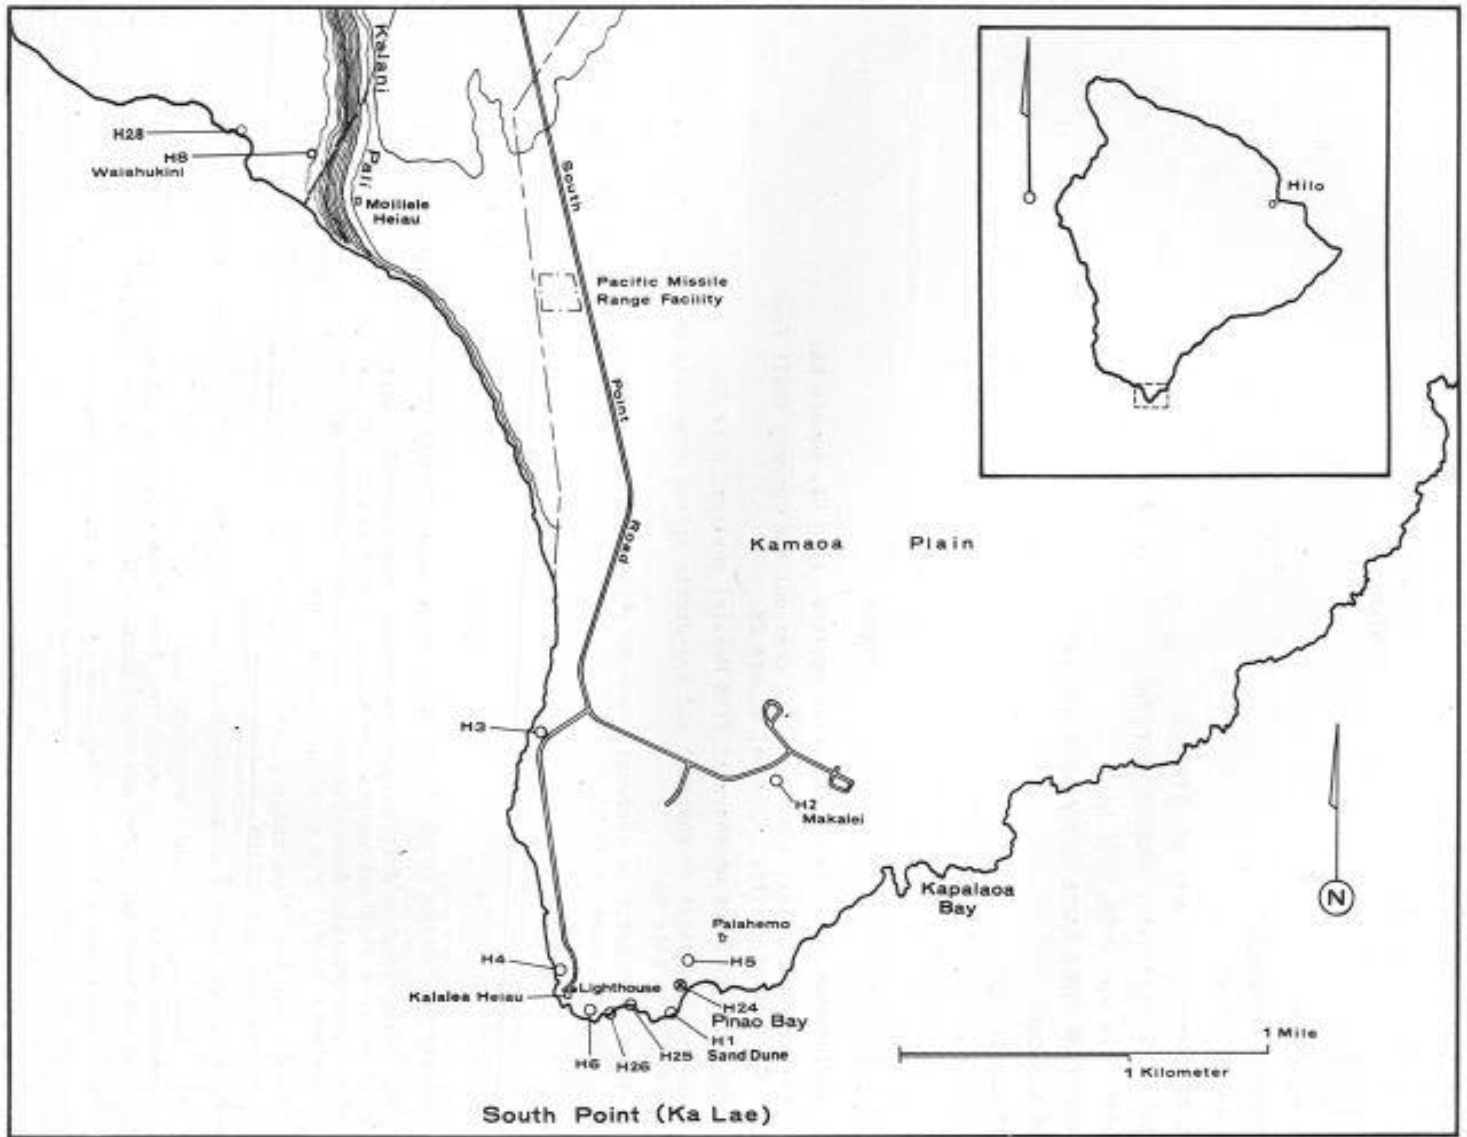 Kalani
Pali
H28
H8
Waiahukini
Moiliele
Heiau
South
Point
Road
Pacific Missile
Range Facility
Hilo
Kamaoa Plain
H3
H2
Makalei
Kapalaoa
Bay
N
Palahemo
H5
H4
Lighthouse
Kalalea Heiau
H24
Pinao Bay
H1
Sand Dune
H25
H6
H26
1 Mile
1 Kilometer
South Point (Ka Lae)